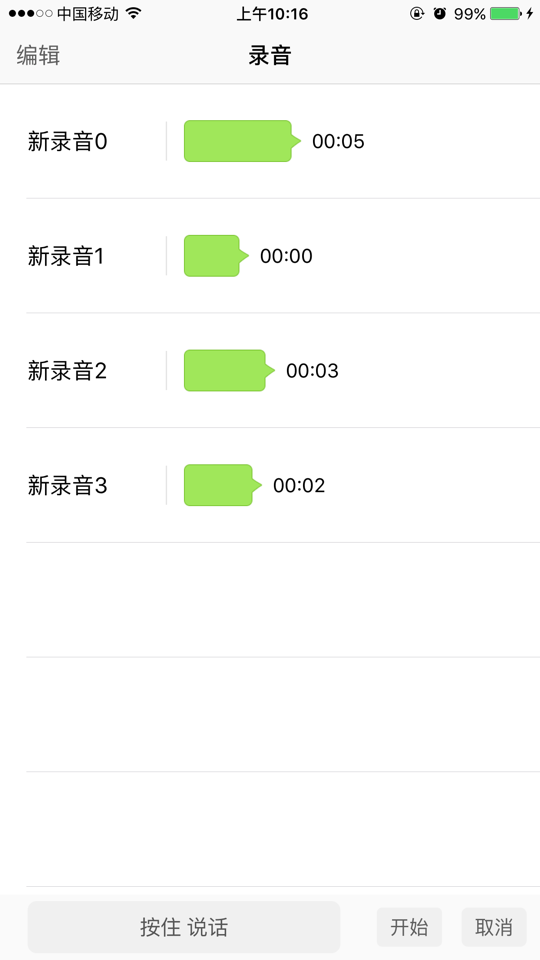 中国移动 上午10:16 99%
编辑 录音
新录音0 00:05
新录音1 00:00
新录音2 00:03
新录音3 00:02
按住 说话 开始 取消